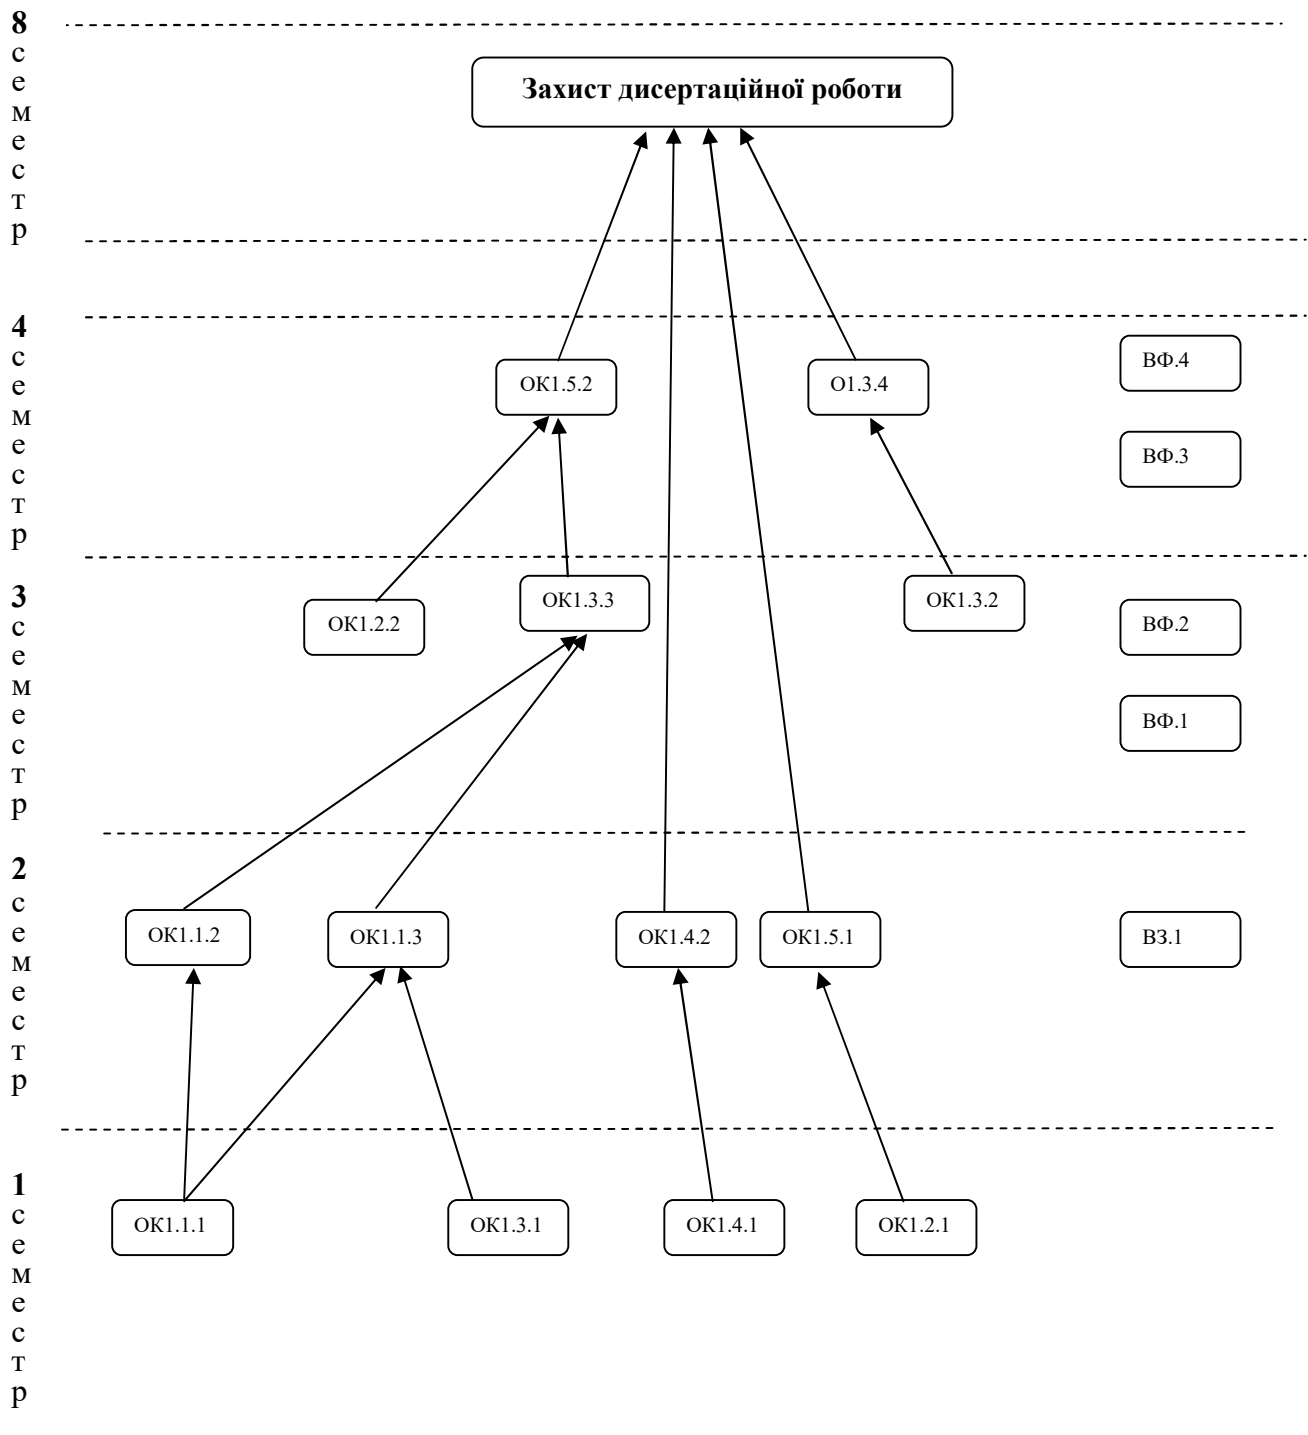 8
с
е
м
е
с
т
р
Захист дисертаційної роботи
4
с
е
м
е
с
т
р
ВФ.4
ОК1.5.2
О1.3.4
ВФ.3
3
с
е
м
е
с
т
р
ОК1.2.2
ОК1.3.3
ОК1.3.2
ВФ.2
ВФ.1
2
с
е
м
е
с
т
р
ОК1.1.2
ОК1.1.3
ОК1.4.2
ОК1.5.1
ВЗ.1
1
с
е
м
е
с
т
р
ОК1.1.1
ОК1.3.1
ОК1.4.1
ОК1.2.1